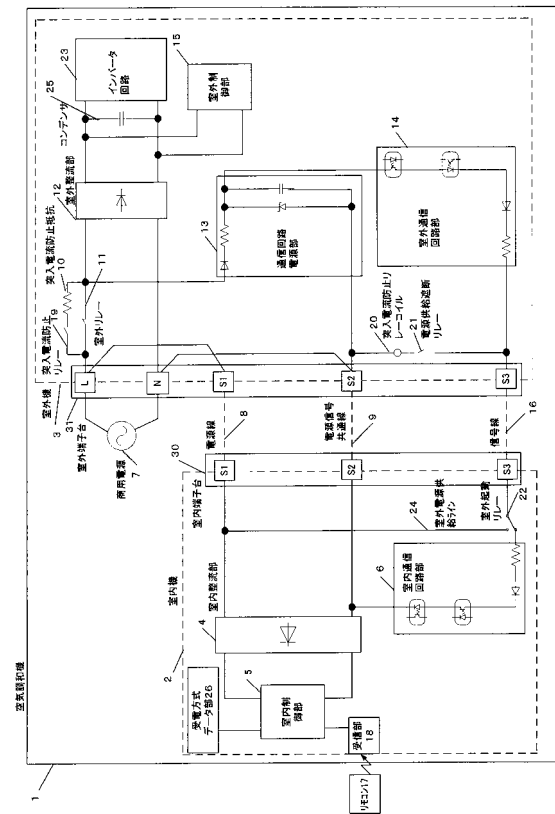 空気調和機
1
室内機
2
受電方式
データ部26
室内制
御部
5
受信部
18
リモコン17
室内整流部
4
室内通信
回路部
6
室外電源供
給ライン
24
室外起動
リレー
22
室内端子台
30
S1
S2
S3
電源線
8
電源信号
共通線
9
信号線
16
商用電源
7
室外端子台
31
室外機
3
L
N
S1
S2
S3
突入電流防止
リレー
19
突入電流防止抵抗
10
室外リレー
11
室外整流部
12
コンデンサ
25
インバータ
回路
23
室外制
御部
15
通信回路
電源部
13
室外通信
回路部
14
突入電流防止リ
レーコイル
20
電源供給遮断
リレー
21